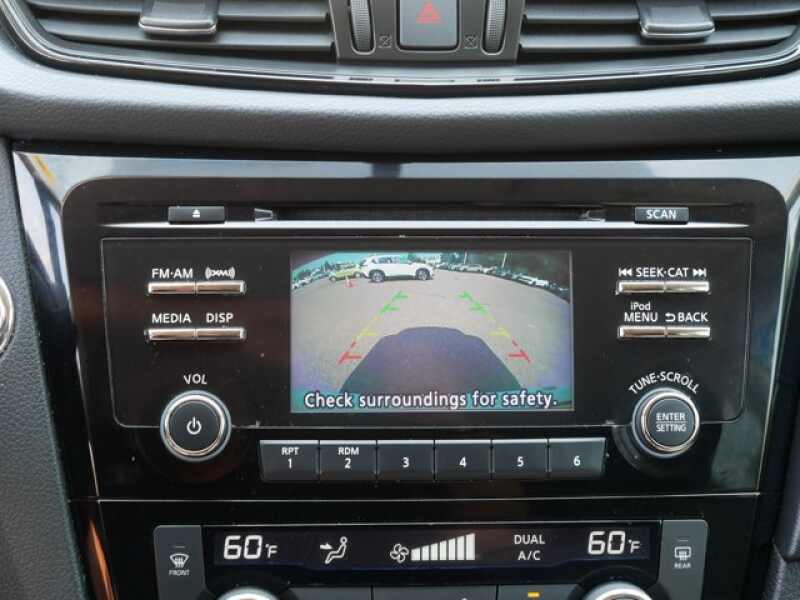 SCAN
FM·AM XM SEEK·CAT
MEDIA DISP iPod MENU BACK
Check surroundings for safety.
VOL TUNE·SCROLL
ENTER
SETTING
RPT RDM
1 2 3 4 5 6
60°F DUAL A/C 60°F
FRONT REAR